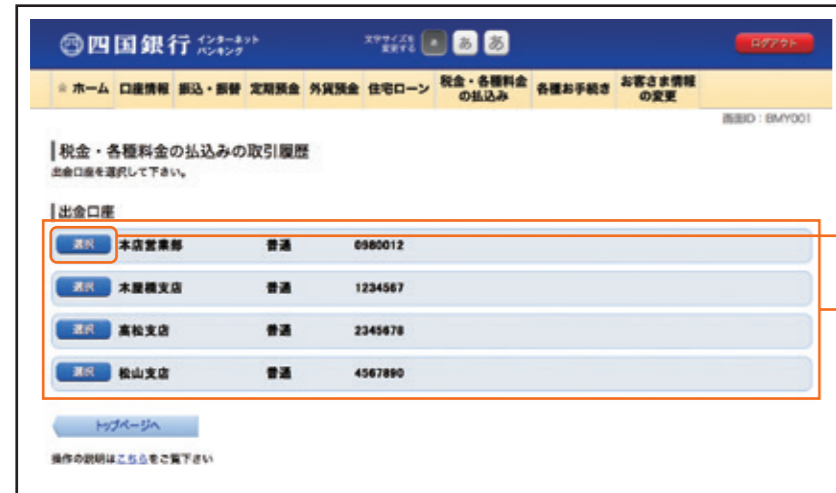 四国銀行 インターネットバンキング
文字サイズを変更する あ あ あ
ログアウト
ホーム 口座情報 振込・振替 定期預金 外貨預金 住宅ローン 税金・各種料金の払込み 各種お手続き お客さま情報の変更
画面ID：BMY001
税金・各種料金の払込みの取引履歴
出金口座を選択して下さい。
出金口座
選択 本店営業部 普通 0980012
選択 木屋橋支店 普通 1234567
選択 高松支店 普通 2345678
選択 松山支店 普通 4567890
トップページへ
操作の説明はこちらをご覧下さい